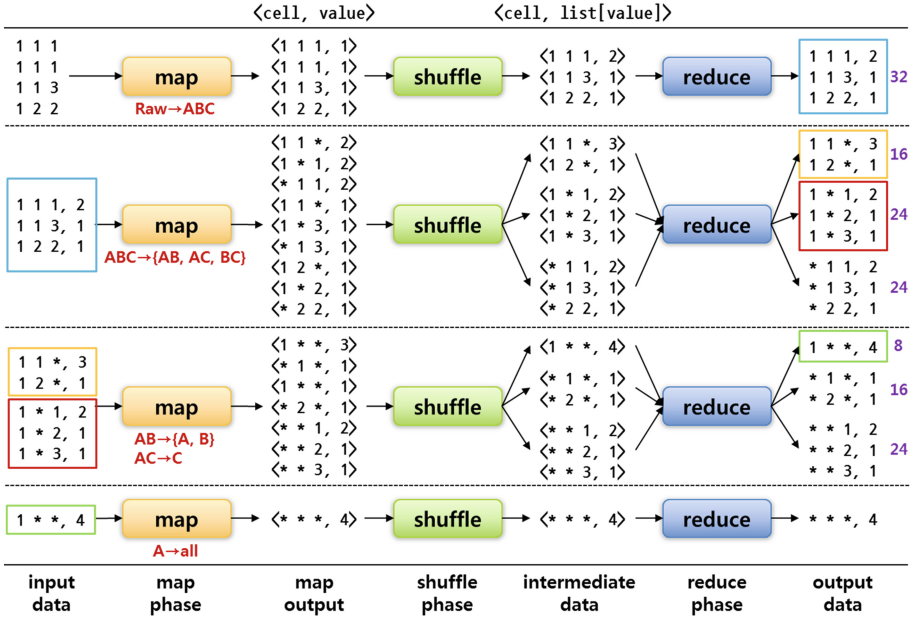 <cell, value> <cell, list[value]>
1 1 1
1 1 1
1 1 3
1 2 2
map
Raw→ABC
<1 1 1, 1>
<1 1 1, 1>
<1 1 3, 1>
<1 2 2, 1>
shuffle
<1 1 1, 2>
<1 1 3, 1>
<1 2 2, 1>
reduce
1 1 1, 2
1 1 3, 1
1 2 2, 1
32
1 1 1, 2
1 1 3, 1
1 2 2, 1
map
ABC→{AB, AC, BC}
<1 1 *, 2>
<1 * 1, 2>
<* 1 1, 2>
<1 1 *, 1>
<1 * 3, 1>
<* 1 3, 1>
<1 2 *, 1>
<1 * 2, 1>
<* 2 2, 1>
shuffle
<1 1 *, 3>
<1 2 *, 1>
<1 * 1, 2>
<1 * 2, 1>
<1 * 3, 1>
<* 1 1, 2>
<* 1 3, 1>
<* 2 2, 1>
reduce
1 1 *, 3
1 2 *, 1
16
1 * 1, 2
1 * 2, 1
1 * 3, 1
24
* 1 1, 2
* 1 3, 1
* 2 2, 1
24
1 1 *, 3
1 2 *, 1
1 * 1, 2
1 * 2, 1
1 * 3, 1
map
AB→{A, B}
AC→C
<1 * *, 3>
<* 1 *, 1>
<1 * *, 1>
<* 2 *, 1>
<* * 1, 2>
<* * 2, 1>
<* * 3, 1>
shuffle
<1 * *, 4>
<* 1 *, 1>
<* 2 *, 1>
<* * 1, 2>
<* * 2, 1>
<* * 3, 1>
reduce
1 * *, 4
8
* 1 *, 1
* 2 *, 1
16
* * 1, 2
* * 2, 1
* * 3, 1
24
1 * *, 4
map
A→all
<* * *, 4>
shuffle
<* * *, 4>
reduce
* * *, 4
input data
map phase
map output
shuffle phase
intermediate data
reduce phase
output data